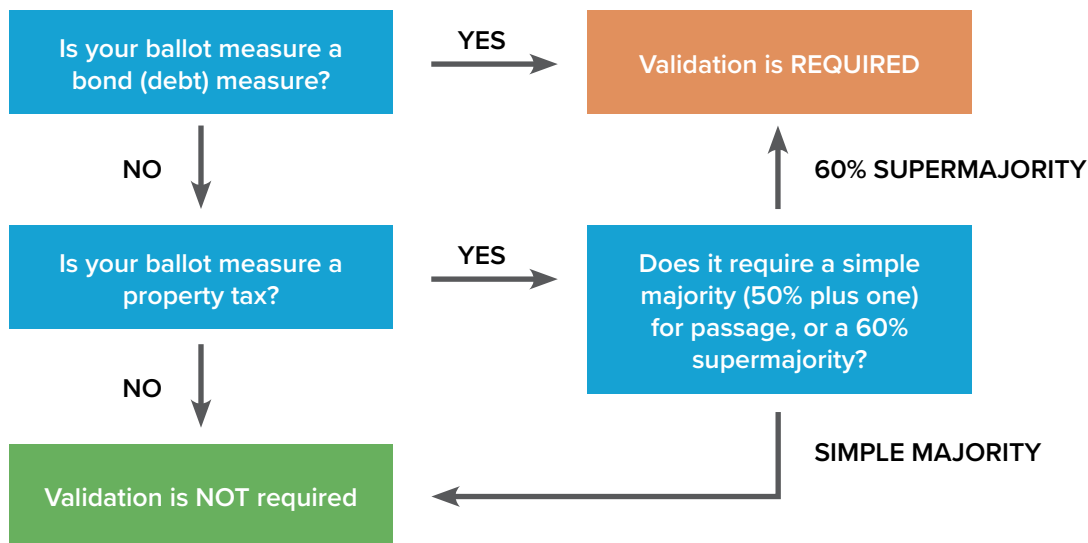 Is your ballot measure a
bond (debt) measure?
YES
Validation is REQUIRED
NO
60% SUPERMAJORITY
Is your ballot measure a
property tax?
YES
Does it require a simple
majority (50% plus one)
for passage, or a 60%
supermajority?
NO
SIMPLE MAJORITY
Validation is NOT required